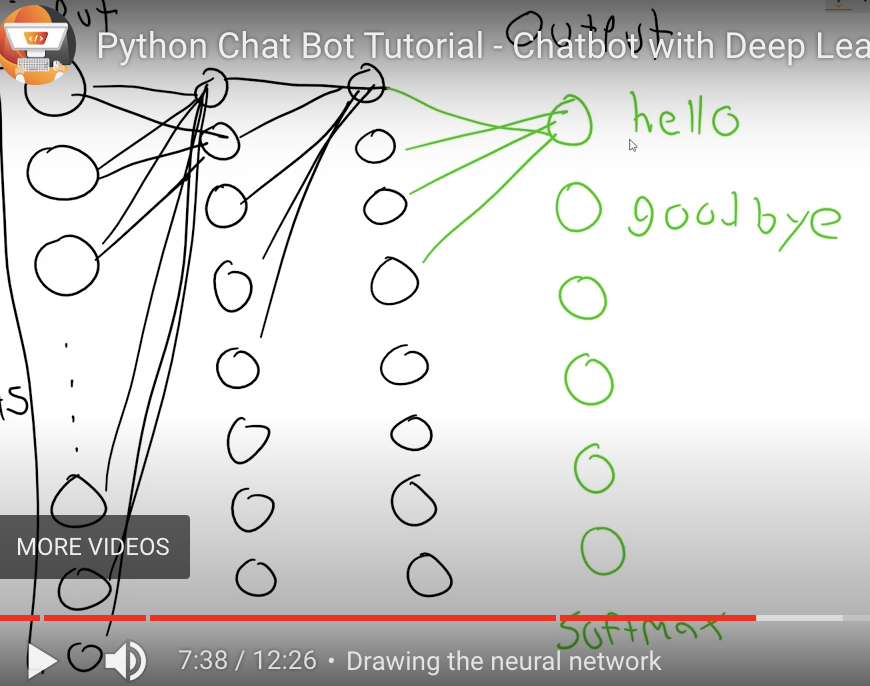 Output
Python Chat Bot Tutorial - Chatbot with Deep Lea
</>
hello
goodbye
MORE VIDEOS
Softmax
7:38 / 12:26 • Drawing the neural network